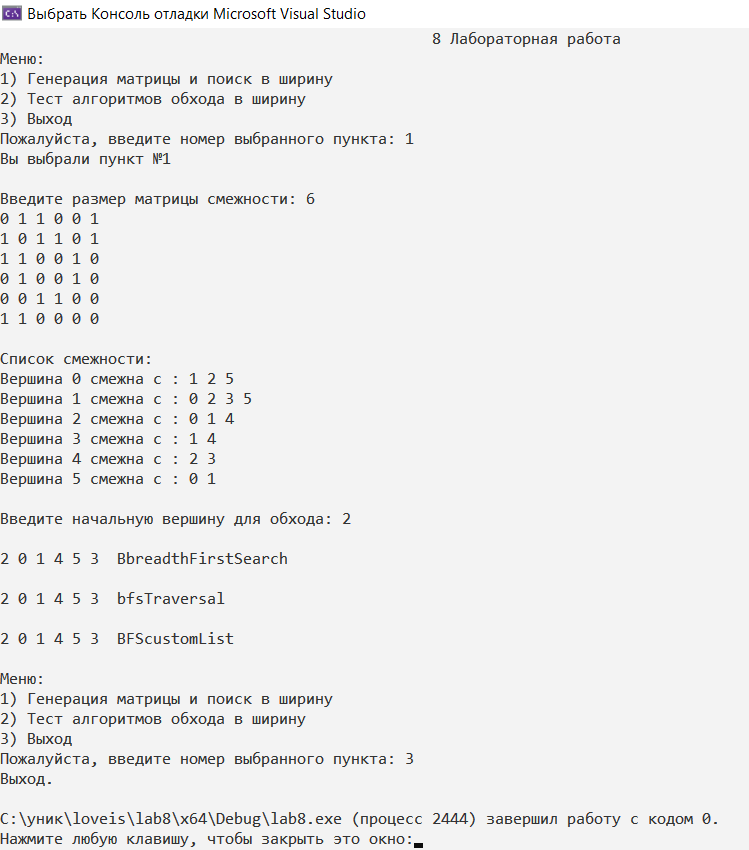 Выбрать Консоль отладки Microsoft Visual Studio
8 Лабораторная работа
Меню:
1) Генерация матрицы и поиск в ширину
2) Тест алгоритмов обхода в ширину
3) Выход
Пожалуйста, введите номер выбранного пункта: 1
Вы выбрали пункт №1
Введите размер матрицы смежности: 6
0 1 1 0 0 1
1 0 1 1 0 1
1 1 0 0 1 0
0 1 0 0 1 0
0 0 1 1 0 0
1 1 0 0 0 0
Список смежности:
Вершина 0 смежна с : 1 2 5
Вершина 1 смежна с : 0 2 3 5
Вершина 2 смежна с : 0 1 4
Вершина 3 смежна с : 1 4
Вершина 4 смежна с : 2 3
Вершина 5 смежна с : 0 1
Введите начальную вершину для обхода: 2
2 0 1 4 5 3  BbreadthFirstSearch
2 0 1 4 5 3  bfsTraversal
2 0 1 4 5 3  BFScustomList
Меню:
1) Генерация матрицы и поиск в ширину
2) Тест алгоритмов обхода в ширину
3) Выход
Пожалуйста, введите номер выбранного пункта: 3
Выход.
C:\уник\loveis\lab8\x64\Debug\lab8.exe (процесс 2444) завершил работу с кодом 0.
Нажмите любую клавишу, чтобы закрыть это окно: